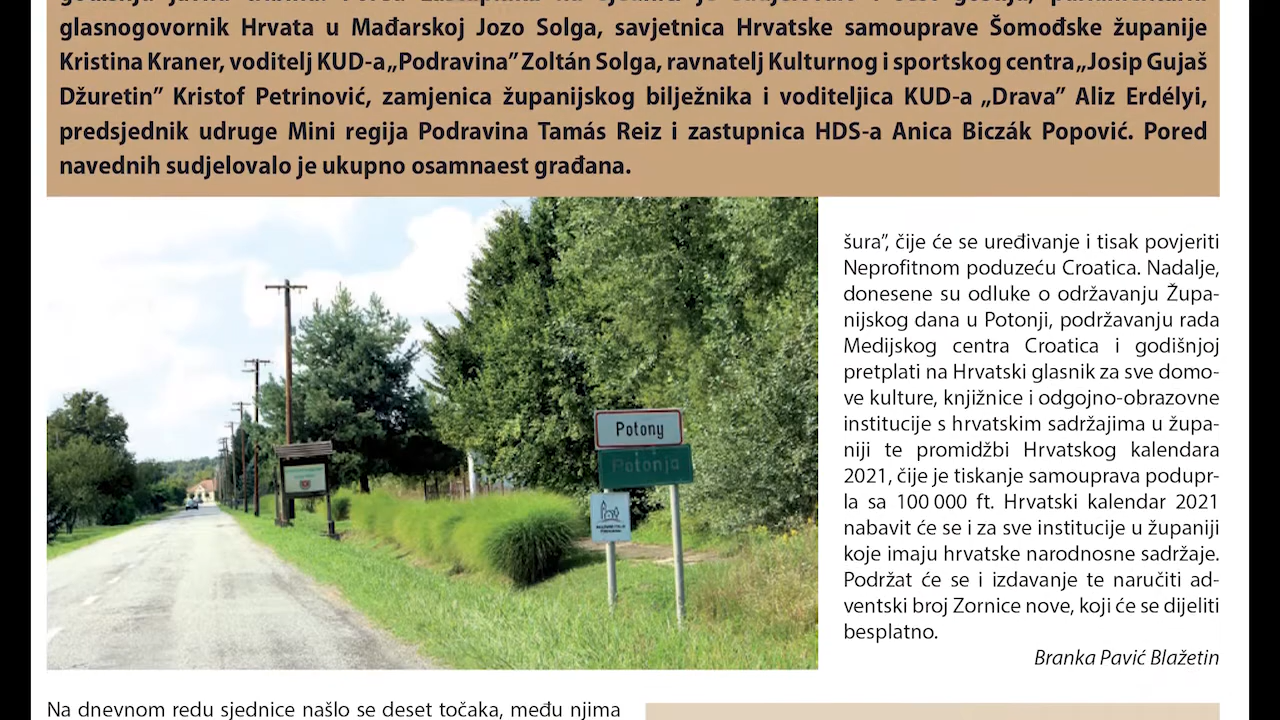 glasnogovornik Hrvata u Mađarskoj Jozo Solga, savjetnica Hrvatske samouprave Šomođske županije
Kristina Kraner, voditelj KUD-a „Podravina” Zoltán Solga, ravnatelj Kulturnog i sportskog centra „Josip Gujaš
Džuretin” Kristof Petrinović, zamjenica županijskog bilježnika i voditeljica KUD-a „Drava” Aliz Erdélyi,
predsjednik udruge Mini regija Podravina Tamás Reiz i zastupnica HDS-a Anica Biczák Popović. Pored
navednih sudjelovalo je ukupno osamnaest građana.
Potony
Potonja
šura”, čije će se uređivanje i tisak povjeriti
Neprofitnom poduzeću Croatica. Nadalje,
donesene su odluke o održavanju Župa-
nijskog dana u Potonji, podržavanju rada
Medijskog centra Croatica i godišnjoj
pretplati na Hrvatski glasnik za sve domo-
ve kulture, knjižnice i odgojno-obrazovne
institucije s hrvatskim sadržajima u župa-
niji te promidžbi Hrvatskog kalendara
2021, čije je tiskanje samouprava podupr-
la sa 100 000 ft. Hrvatski kalendar 2021
nabavit će se i za sve institucije u županiji
koje imaju hrvatske narodnosne sadržaje.
Podržat će se i izdavanje te naručiti ad-
ventski broj Zornice nove, koji će se dijeliti
besplatno.
Branka Pavić Blažetin
Na dnevnom redu sjednice našlo se deset točaka, među njima